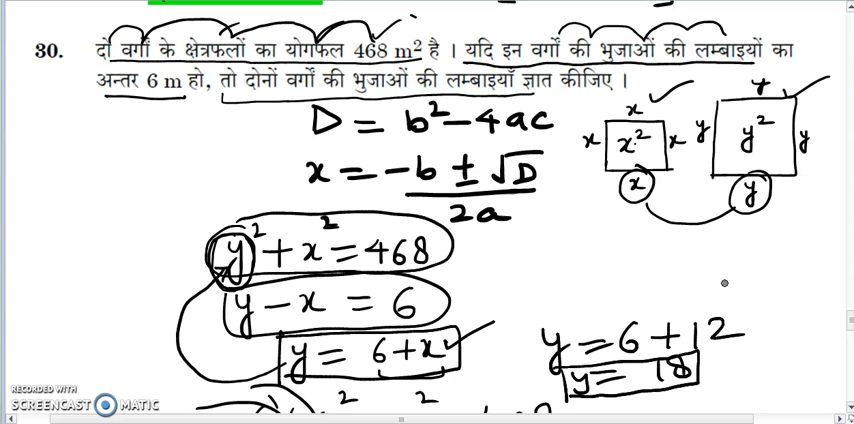 30. दो वर्गों के क्षेत्रफलों का योगफल 468 m² है । यदि इन वर्गों की भुजाओं की लम्बाइयों का
अन्तर 6 m हो, तो दोनों वर्गों की भुजाओं की लम्बाइयाँ ज्ञात कीजिए ।
D = b² - 4ac
x = -b ± √D
2a
x y
x x² x y y² y
x y
y² + x² = 468
y - x = 6
y = 6 + x
y = 6 + 12
y = 18
RECORDED WITH
SCREENCAST O MATIC